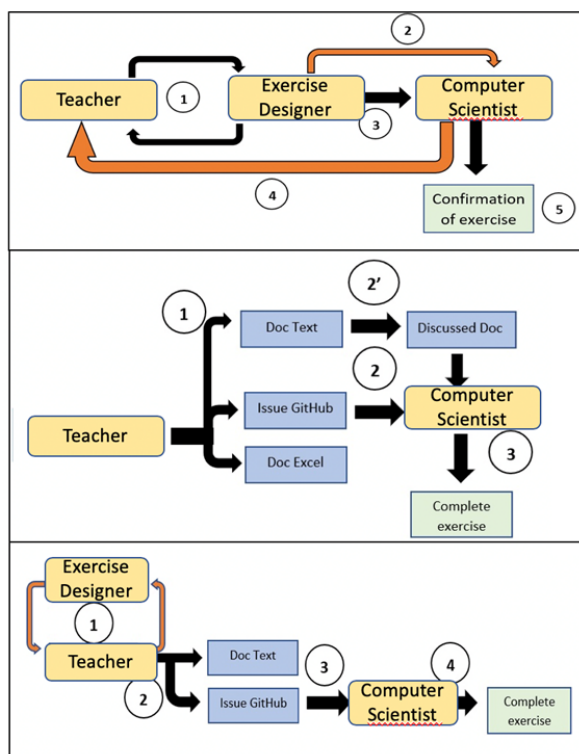 2
Teacher
1
Exercise
Designer
3
Computer
Scientist
4
Confirmation
of exercise
5
1
Doc Text
2’
Discussed Doc
2
Issue GitHub
Computer
Scientist
Teacher
Doc Excel
3
Complete
exercise
Exercise
Designer
1
Teacher
2
Doc Text
Issue GitHub
3
Computer
Scientist
4
Complete
exercise